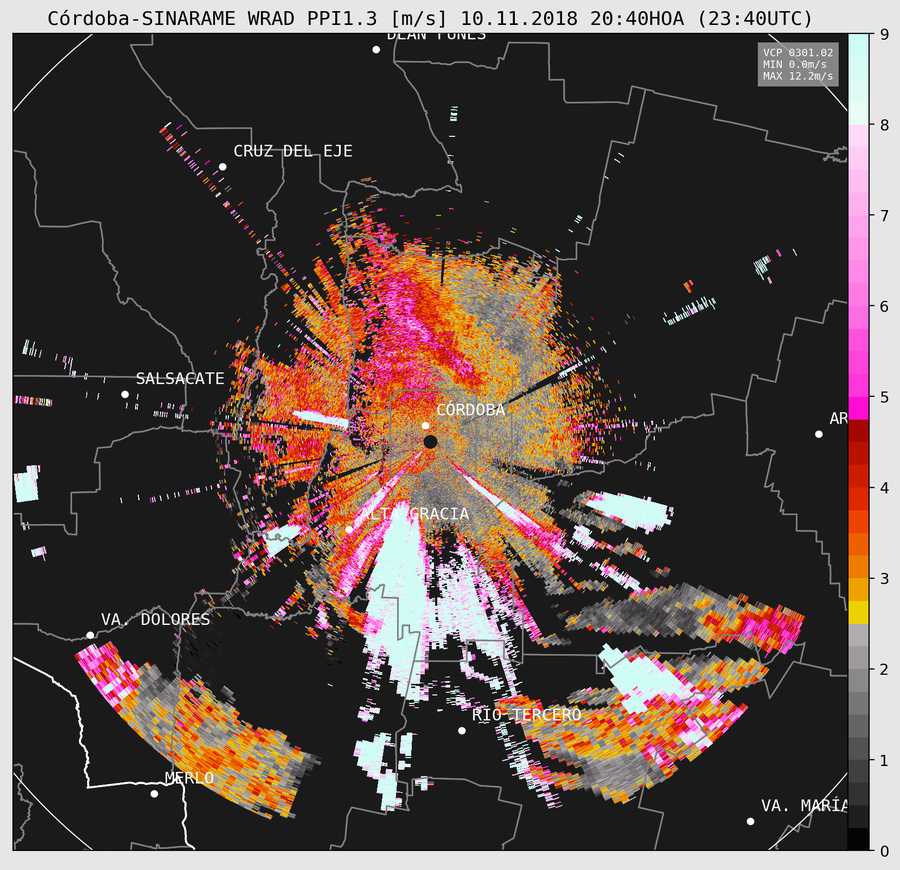 Córdoba-SINARAME WRAD PPI1.3 [m/s] 10.11.2018 20:40HOA (23:40UTC)
DEAN FUNES
VCP 0301.02
MIN 0.0m/s
MAX 12.2m/s
9
8
7
6
5
4
3
2
1
0
CRUZ DEL EJE
SALSACATE
CÓRDOBA
AR
ALTA GRACIA
VA. DOLORES
RIO TERCERO
MERLO
VA. MARÍA